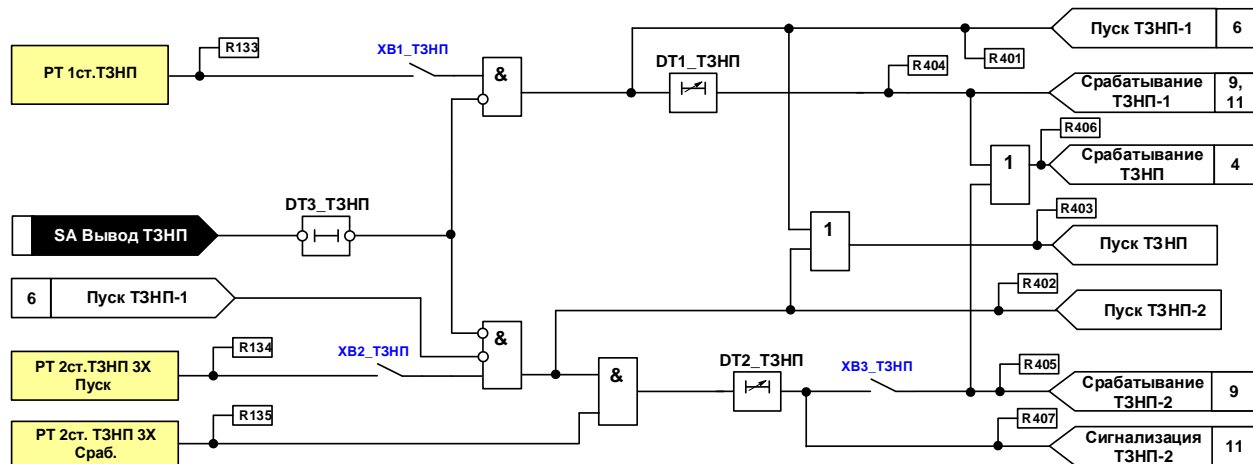 РТ 1ст.ТЗНП
R133
XB1_ТЗНП
&
DT1_ТЗНП
R404
R401
Пуск ТЗНП-1
6
Срабатывание
ТЗНП-1
9,
11
R406
1
Срабатывание
ТЗНП
4
SA Вывод ТЗНП
DT3_ТЗНП
1
R403
Пуск ТЗНП
6
Пуск ТЗНП-1
R402
Пуск ТЗНП-2
&
РТ 2ст.ТЗНП 3Х
Пуск
R134
XB2_ТЗНП
&
DT2_ТЗНП
XB3_ТЗНП
R405
Срабатывание
ТЗНП-2
9
РТ 2ст. ТЗНП 3Х
Сраб.
R135
R407
Сигнализация
ТЗНП-2
11